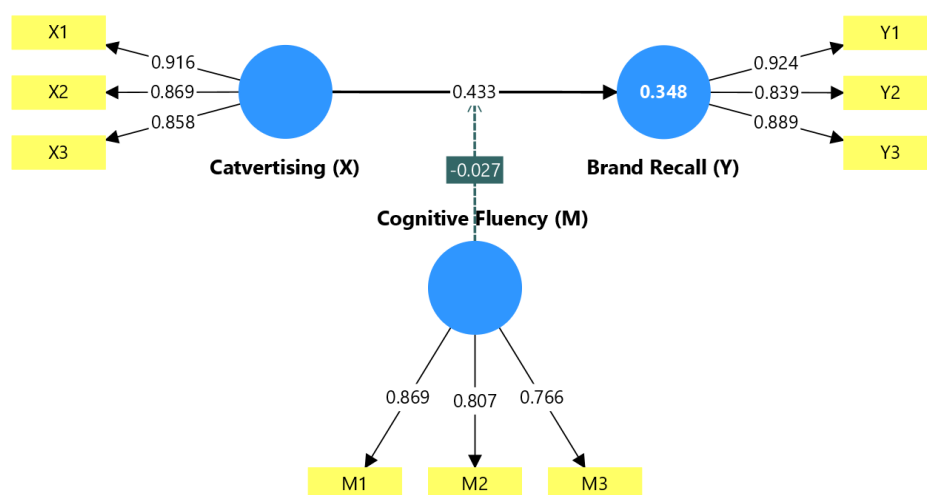 X1
0.916
X2
0.869
X3
0.858
Catvertising (X)
0.433
-0.027
0.348
Brand Recall (Y)
Y1
0.924
Y2
0.839
Y3
0.889
Cognitive Fluency (M)
0.869
0.807
0.766
M1
M2
M3